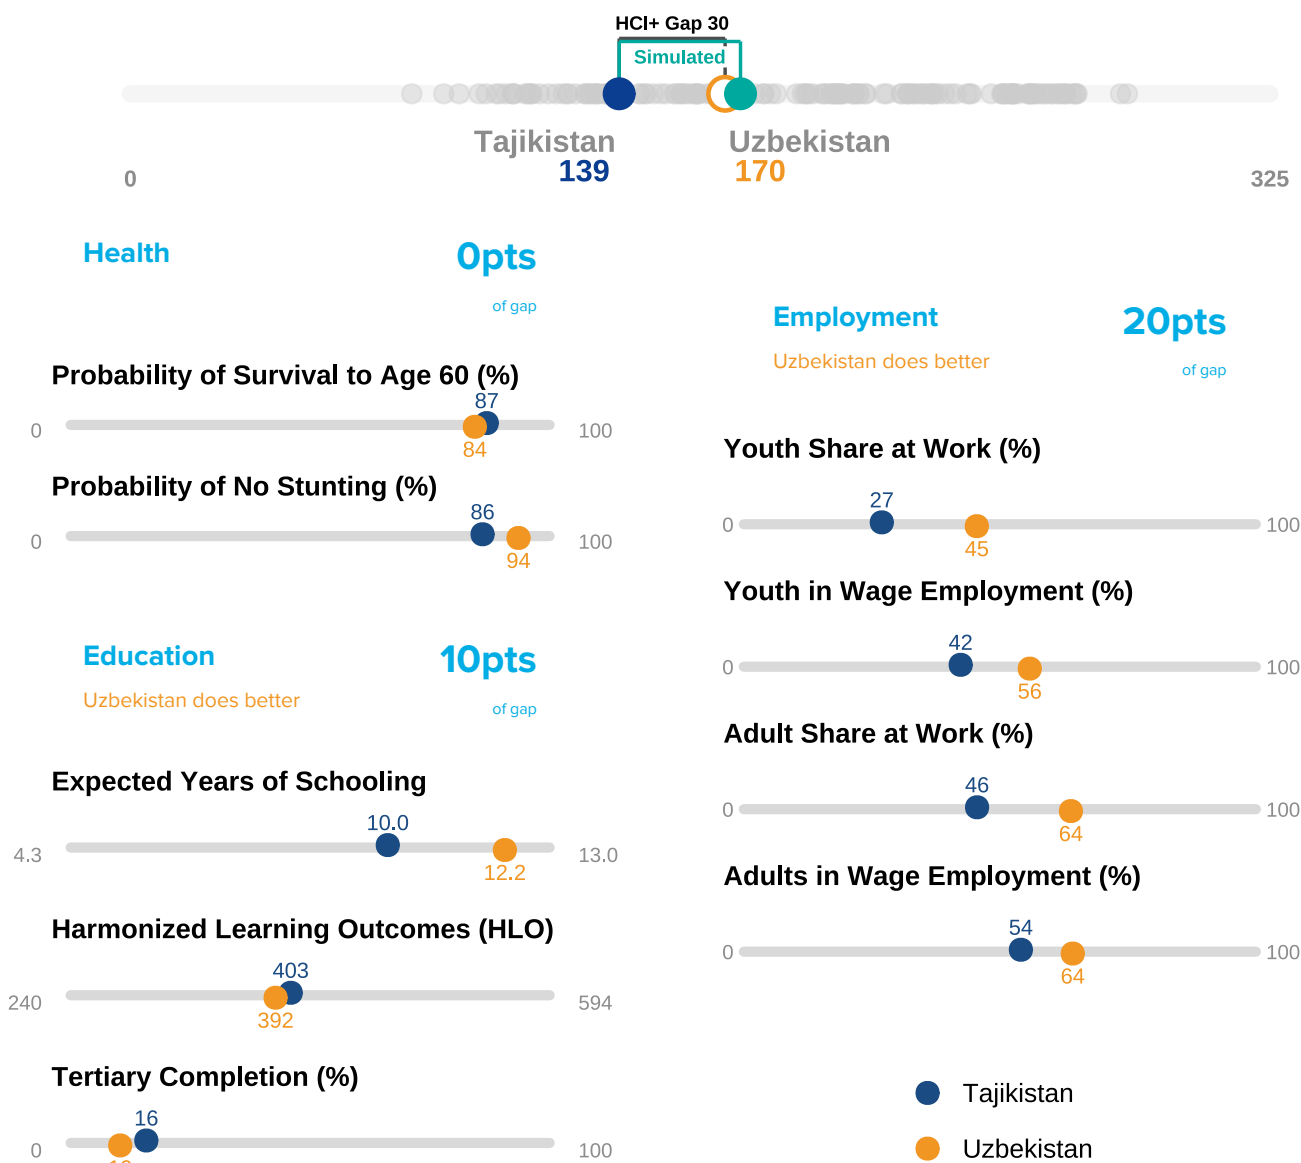 HCI+ Gap 30
Simulated
Tajikistan
139
Uzbekistan
170
0
325
Health
0pts
of gap
Probability of Survival to Age 60 (%)
87
0
100
84
Probability of No Stunting (%)
86
0
100
94
Education
10pts
Uzbekistan does better
of gap
Expected Years of Schooling
10.0
4.3
13.0
12.2
Harmonized Learning Outcomes (HLO)
403
240
594
392
Tertiary Completion (%)
16
0
100
Employment
20pts
Uzbekistan does better
of gap
Youth Share at Work (%)
27
0
100
45
Youth in Wage Employment (%)
42
0
100
56
Adult Share at Work (%)
46
0
100
64
Adults in Wage Employment (%)
54
0
100
64
Tajikistan
Uzbekistan